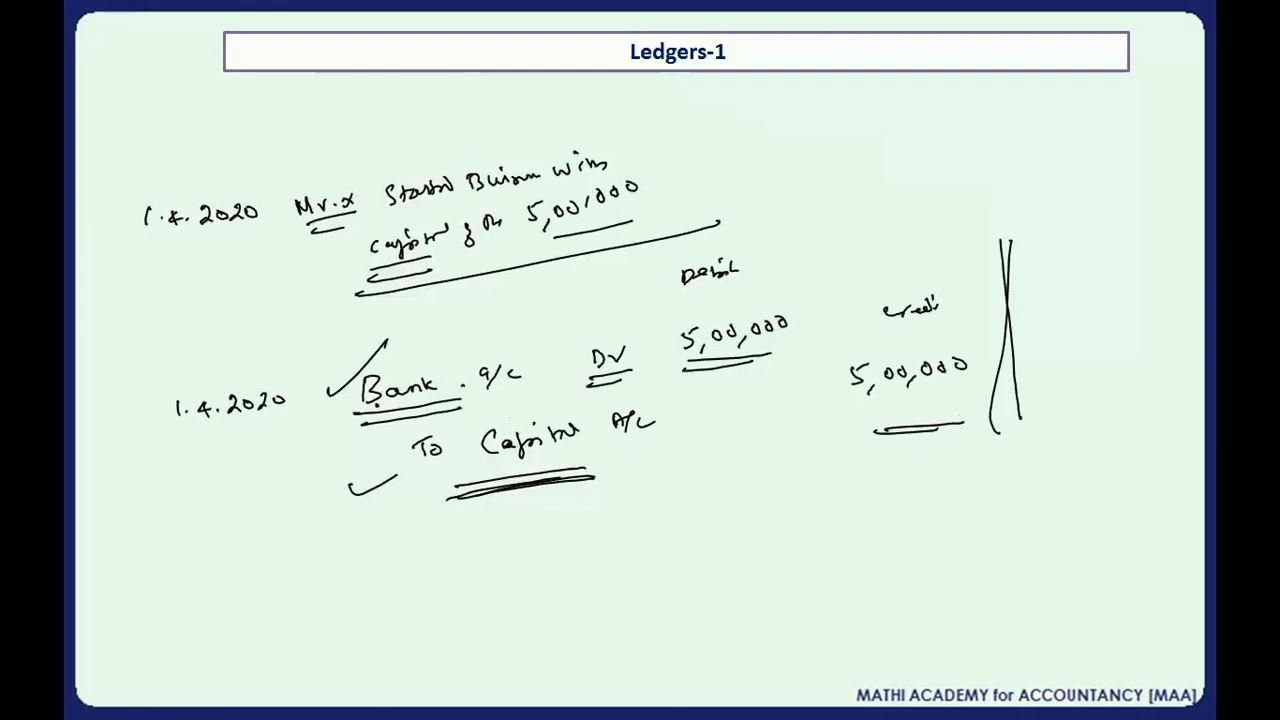 Ledgers-1
1.4.2020 Mr.X Started Business with
Capital of Rs 5,00,000
Debit
Credit
1.4.2020 Bank a/c Dr 5,00,000
5,00,000
To Capital A/c
MATHI ACADEMY for ACCOUNTANCY [MAA]